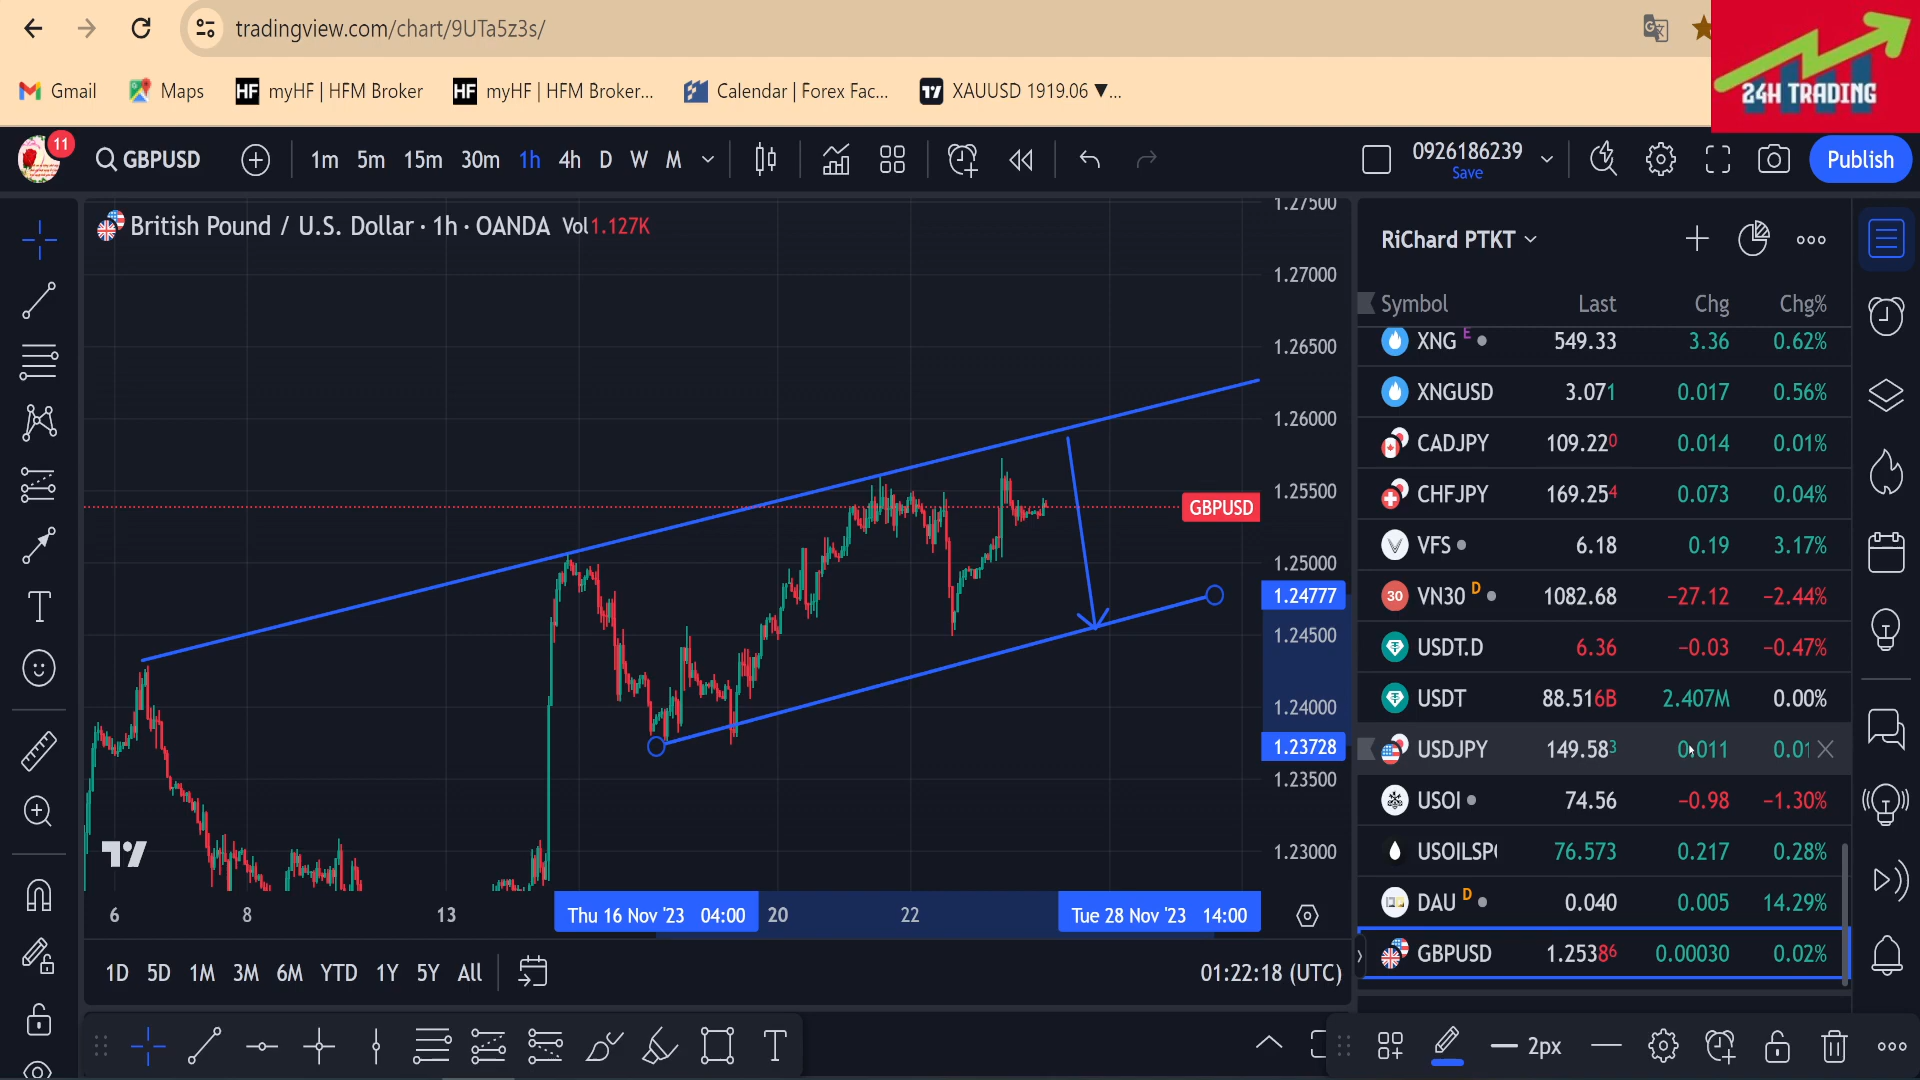 tradingview.com/chart/9UTa5z3s/
24H TRADING
Gmail
Maps
HF myHF | HFM Broker
HF myHF | HFM Broker...
Calendar | Forex Fac...
XAUUSD 1919.06 ▼...
11
GBPUSD
1m 5m 15m 30m 1h 4h D W M
0926186239
Save
Publish
British Pound / U.S. Dollar · 1h · OANDA Vol 1.127K
1.27500
1.27000
1.26500
1.26000
1.25500
GBPUSD
1.25000
1.24777
1.24500
1.24000
1.23728
1.23500
1.23000
6 8 13 Thu 16 Nov '23 04:00 20 22 Tue 28 Nov '23 14:00
1D 5D 1M 3M 6M YTD 1Y 5Y All
01:22:18 (UTC)
RiChard PTKT
Symbol Last Chg Chg%
XNG E 549.33 3.36 0.62%
XNGUSD 3.071 0.017 0.56%
CADJPY 109.220 0.014 0.01%
CHFJPY 169.254 0.073 0.04%
VFS 6.18 0.19 3.17%
30 VN30 D 1082.68 −27.12 −2.44%
USDT.D 6.36 −0.03 −0.47%
USDT 88.516B 2.407M 0.00%
USDJPY 149.583 0.011 0.01
USOI 74.56 −0.98 −1.30%
USOILSP 76.573 0.217 0.28%
DAU D 0.040 0.005 14.29%
GBPUSD 1.25386 0.00030 0.02%
2px